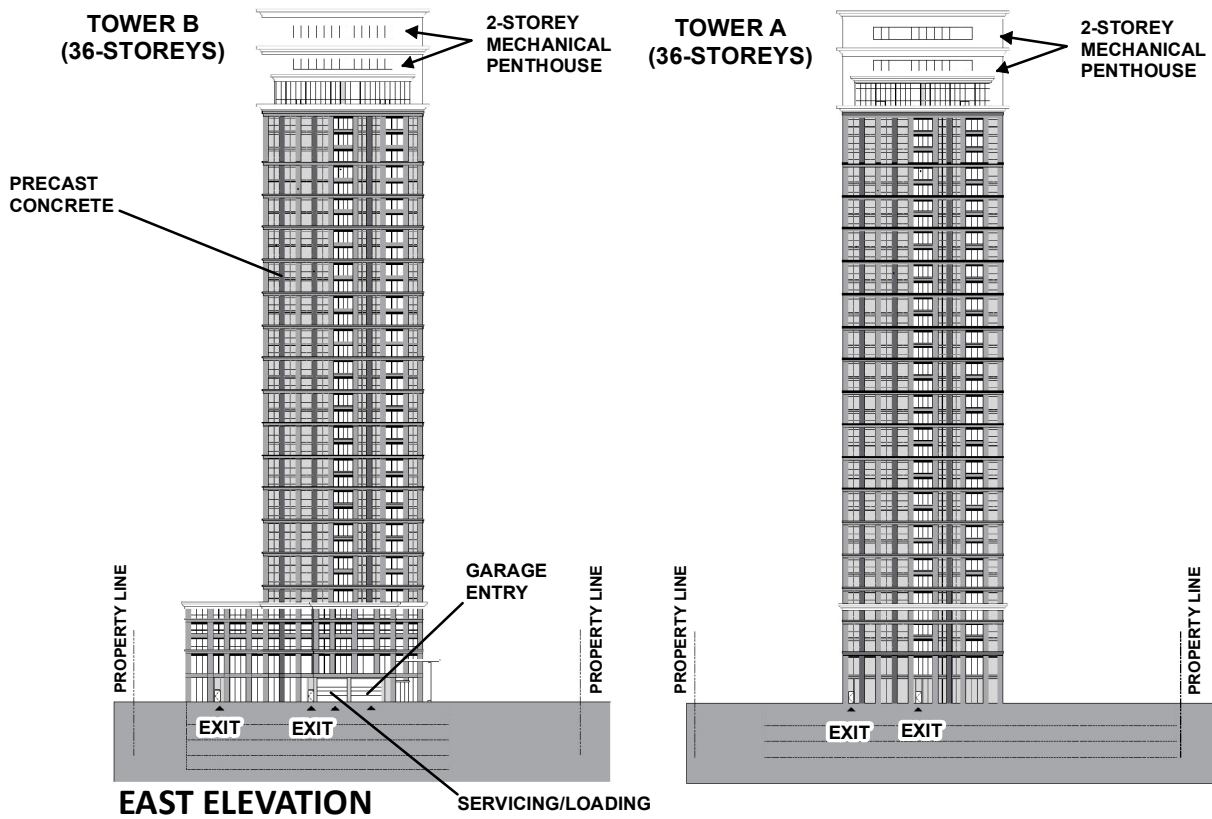 TOWER B
(36-STOREYS)
2-STOREY
MECHANICAL
PENTHOUSE
TOWER A
(36-STOREYS)
2-STOREY
MECHANICAL
PENTHOUSE
PRECAST
CONCRETE
GARAGE
ENTRY
PROPERTY LINE
PROPERTY LINE
PROPERTY LINE
PROPERTY LINE
EXIT
EXIT
EXIT
EXIT
EAST ELEVATION
SERVICING/LOADING